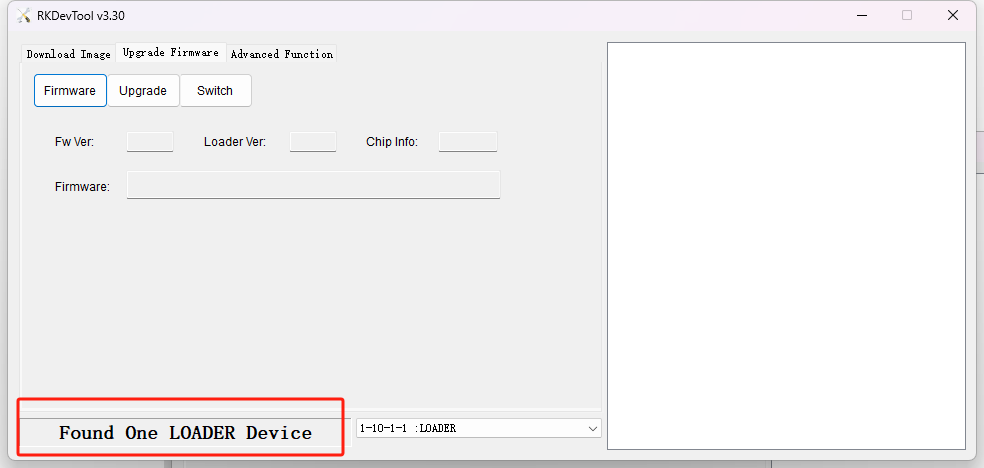 RKDevTool v3.30
Download Image Upgrade Firmware Advanced Function
Firmware Upgrade Switch
Fw Ver: Loader Ver: Chip Info:
Firmware:
Found One LOADER Device 1-10-1-1 :LOADER